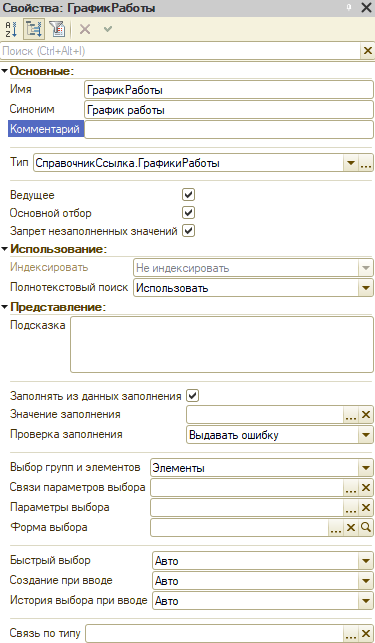 Свойства: ГрафикРаботы
Поиск (Ctrl+Alt+I)
Основные:
Имя ГрафикРаботы
Синоним График работы
Комментарий
Тип СправочникСсылка.ГрафикиРаботы
Ведущее
Основной отбор
Запрет незаполненных значений
Использование:
Индексировать Не индексировать
Полнотекстовый поиск Использовать
Представление:
Подсказка
Заполнять из данных заполнения
Значение заполнения
Проверка заполнения Выдавать ошибку
Выбор групп и элементов Элементы
Связи параметров выбора
Параметры выбора
Форма выбора
Быстрый выбор Авто
Создание при вводе Авто
История выбора при вводе Авто
Связь по типу